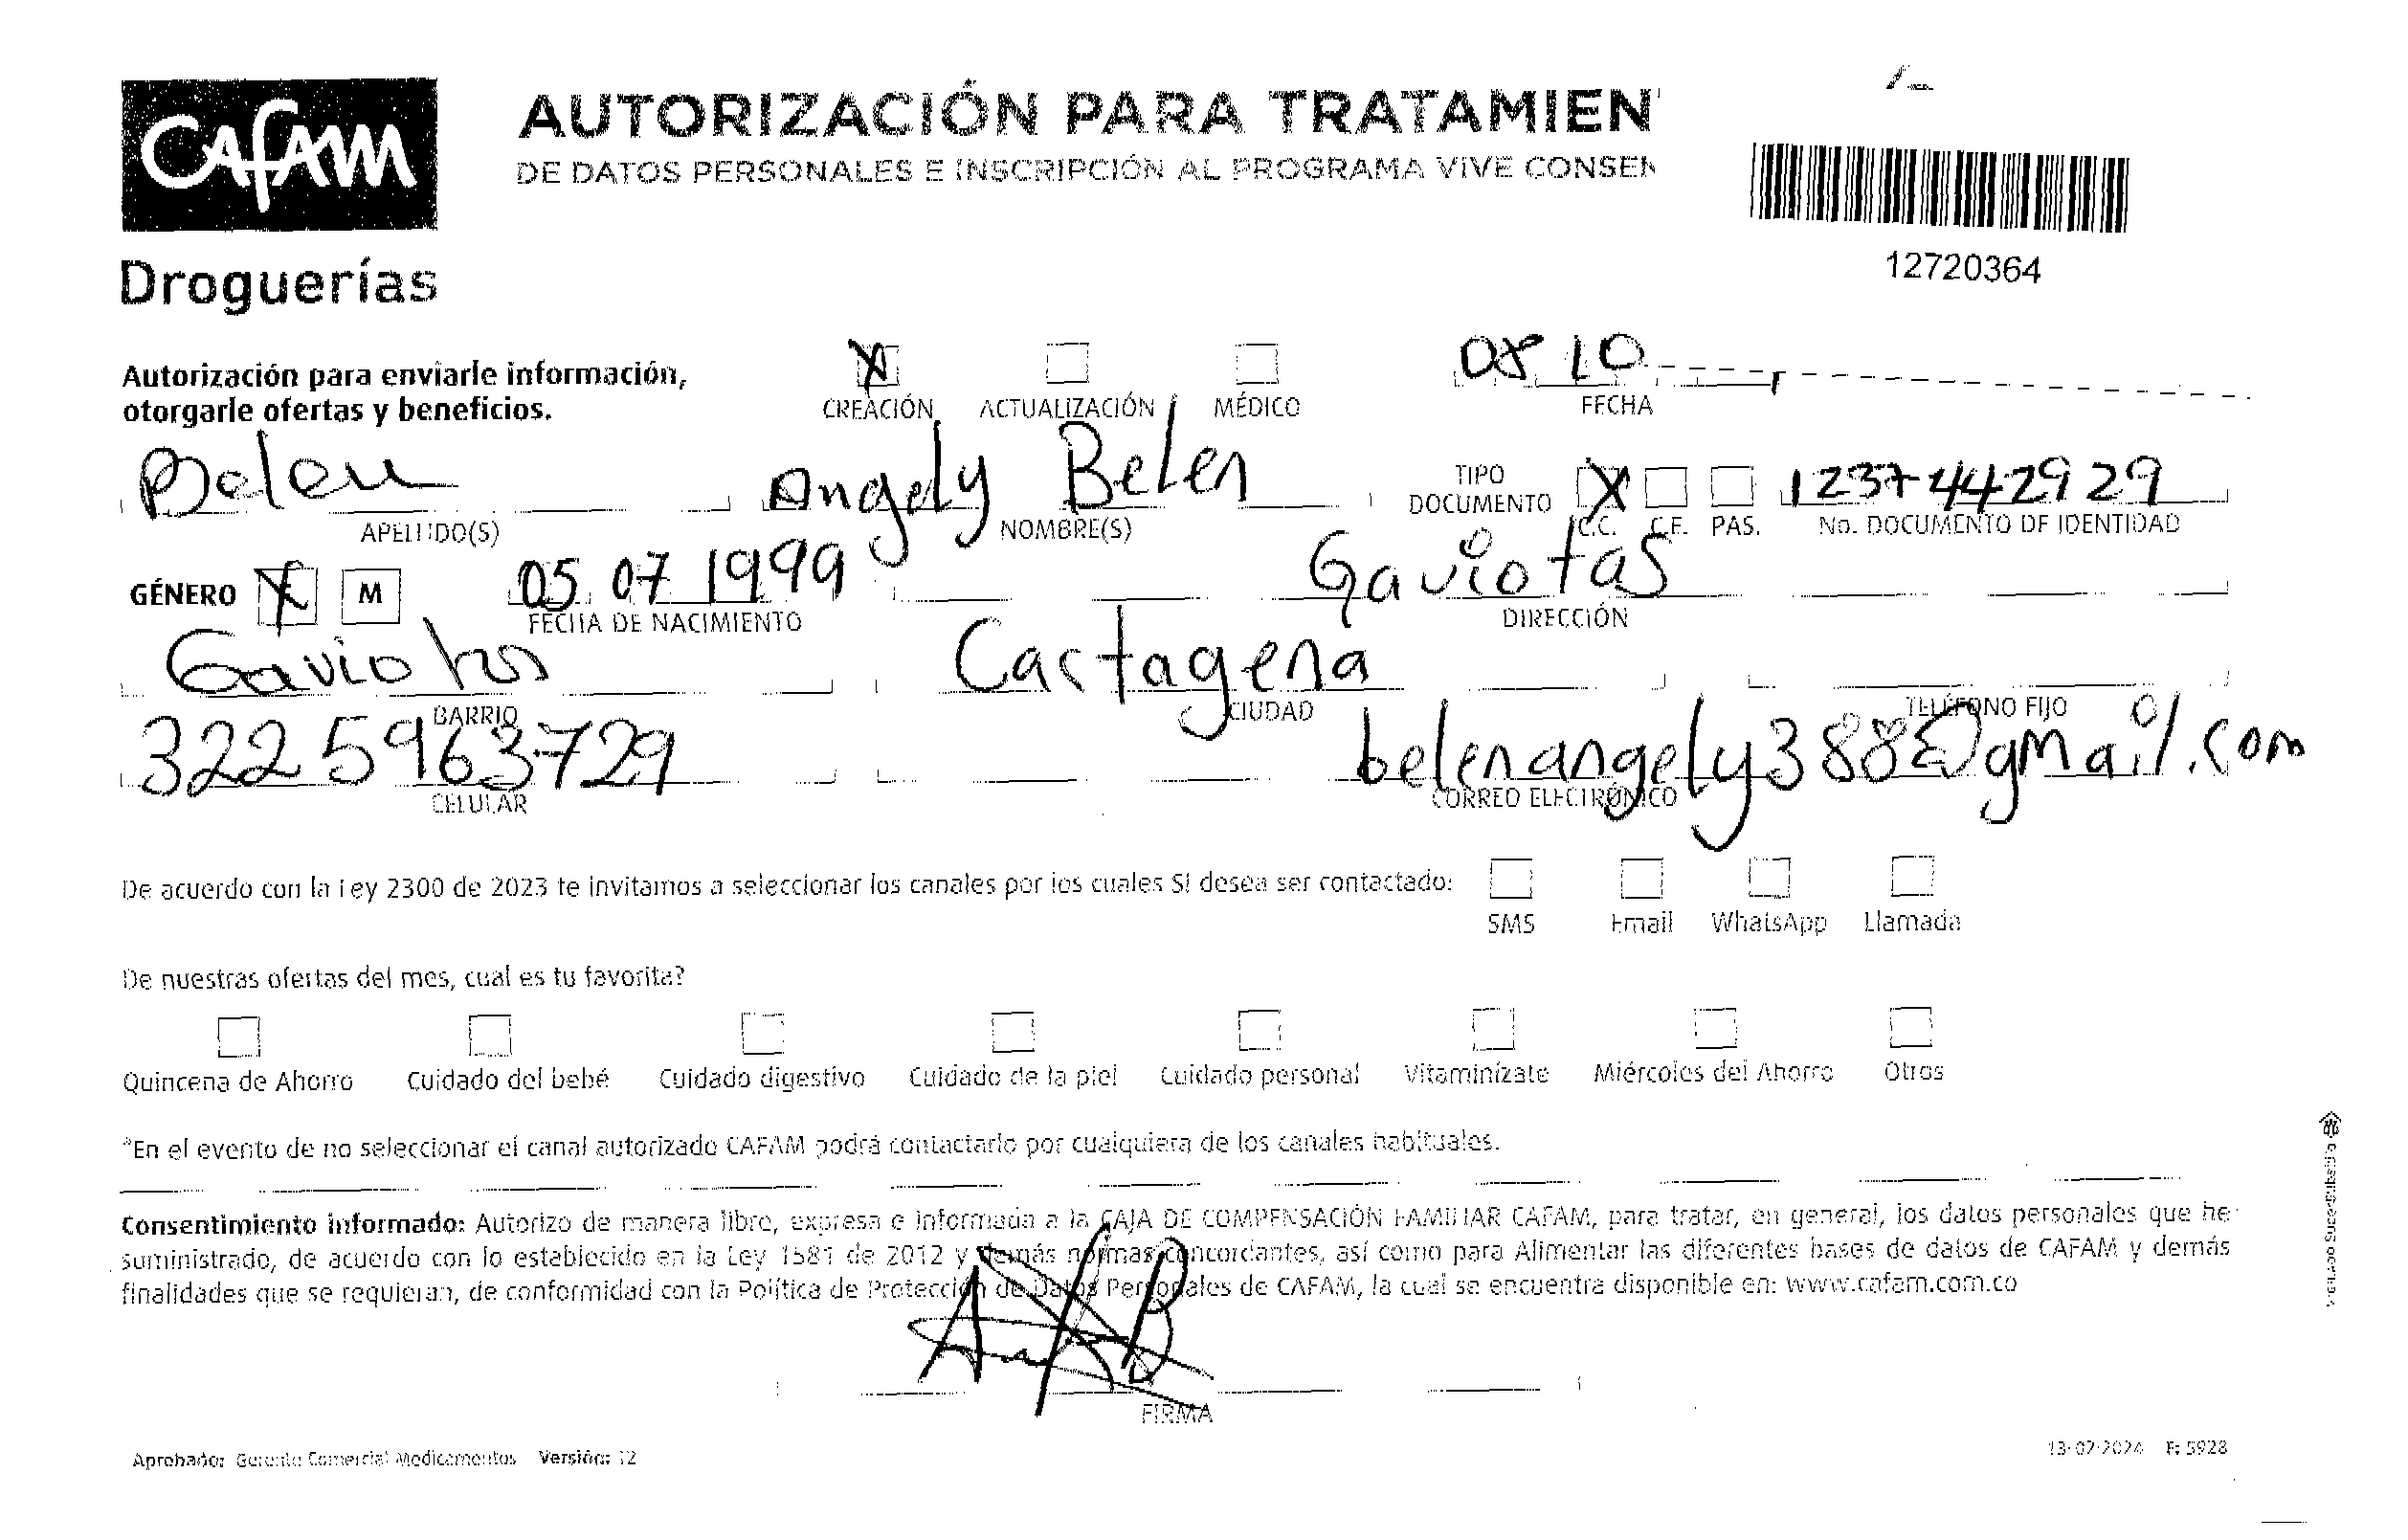 CAFAM
Droguerías
AUTORIZACIÓN PARA TRATAMIEN
DE DATOS PERSONALES E INSCRIPCIÓN AL PROGRAMA VIVE CONSEN
12720364
Autorización para enviarle información,
otorgarle ofertas y beneficios.
X
CREACIÓN ACTUALIZACIÓN MÉDICO
08 10
FECHA
Belen Angely Belen TIPO DOCUMENTO X 1237442929
APELLIDO(S) NOMBRE(S) C.C. C.E. PAS. No. DOCUMENTO DE IDENTIDAD
GÉNERO F M 05 07 1999 Gaviotas
FECHA DE NACIMIENTO DIRECCIÓN
Gaviotas Cartagena
BARRIO CIUDAD TELÉFONO FIJO
322 5963729 belenangely388@gmail.com
CELULAR CORREO ELECTRÓNICO
De acuerdo con la Ley 2300 de 2023 te invitamos a seleccionar los canales por los cuales SI desea ser contactado:
SMS Email WhatsApp Llamada
De nuestras ofertas del mes, cual es tu favorita?
Quincena de Ahorro Cuidado del bebé Cuidado digestivo Cuidado de la piel Cuidado personal Vitaminízate Miércoles del Ahorro Otros
*En el evento de no seleccionar el canal autorizado CAFAM podrá contactarlo por cualquiera de los canales habituales.
Consentimiento informado: Autorizo de manera libre, expresa e informada a la CAJA DE COMPENSACIÓN FAMILIAR CAFAM, para tratar, en general, los datos personales que he
suministrado, de acuerdo con lo establecido en la Ley 1581 de 2012 y demás normas concordantes, así como para Alimentar las diferentes bases de datos de CAFAM y demás
finalidades que se requieran, de conformidad con la Política de Protección de Datos Personales de CAFAM, la cual se encuentra disponible en: www.cafam.com.co
FIRMA
Aprobado: Gerente Comercial Medicamentos Versión: 12
13-02-2024 F: 5928
VIGILADO SuperSubsidio